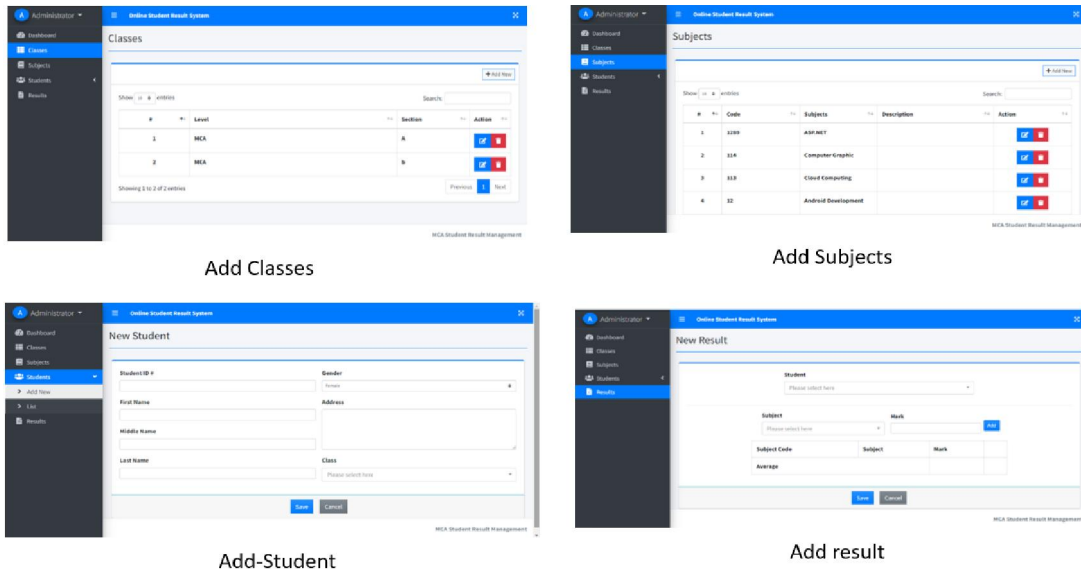 Administrator
Online Student Result System
Dashboard
Classes
Subjects
Students
Results
Classes
+ Add New
Show 10 entries
Search:
# Level Section Action
1 MCA A
2 MCA b
Showing 1 to 2 of 2 entries
Previous 1 Next
MCA Student Result Management
Add Classes
Administrator
Online Student Result System
Dashboard
Classes
Subjects
Students
Results
Subjects
+ Add New
Show 10 entries
Search:
# Code Subjects Description Action
1 ASP.NET
2 114 Computer Graphic
3 113 Cloud Computing
4 12 Android Development
MCA Student Result Management
Add Subjects
A Administrator
Online Student Result System
Dashboard
Classes
Subjects
Students
Add New
List
Results
New Student
Student ID #
Gender
Female
First Name
Address
Middle Name
Last Name
Class
Please select here
Save Cancel
MCA Student Result Management
Add-Student
A Administrator
Online Student Result System
Dashboard
Classes
Subjects
Students
Results
New Result
Student
Please select here
Subject
Mark
Please select here
Add
Subject Code Subject Mark
Average
Save Cancel
MCA Student Result Management
Add result